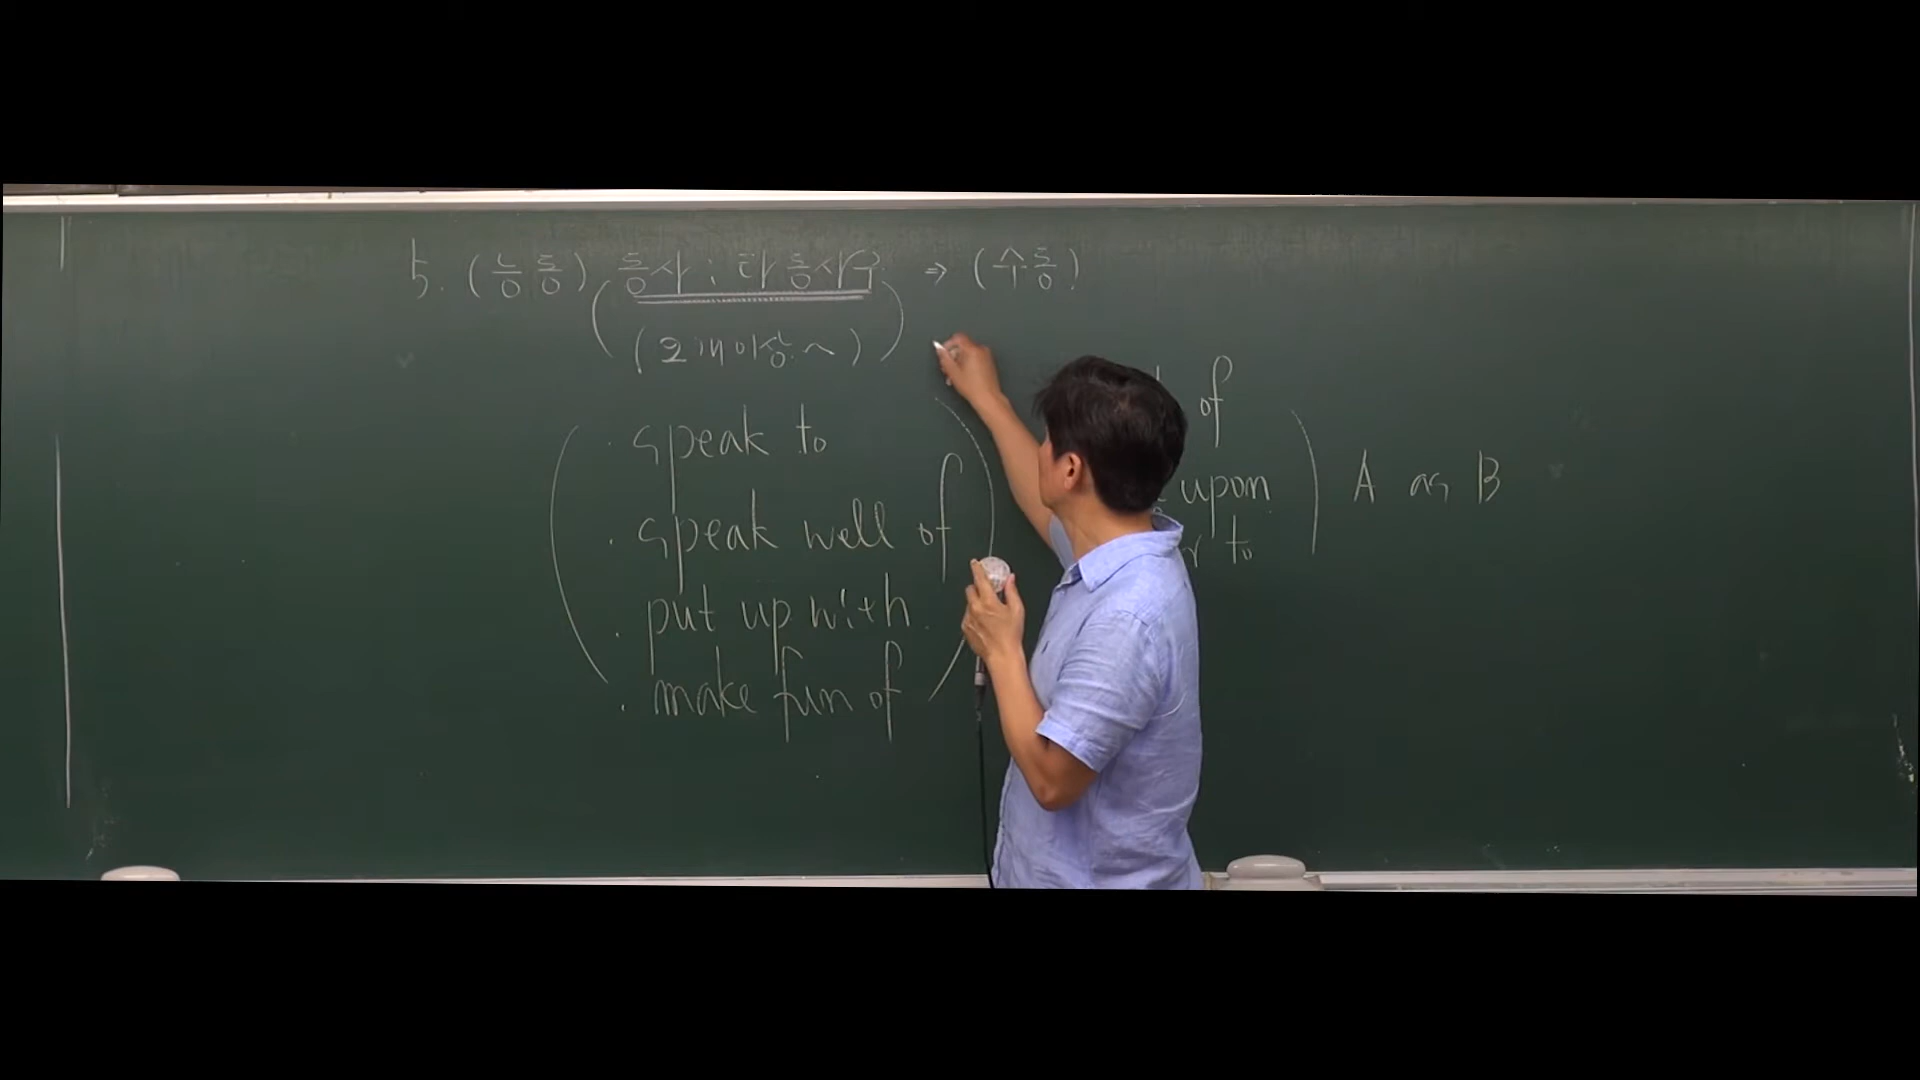 5. (능동) 동사 : 타동사구 → (수동)
(2개이상~)
· speak to
· speak well of
· put up with.
· make fun of
of
upon
to
) A as B